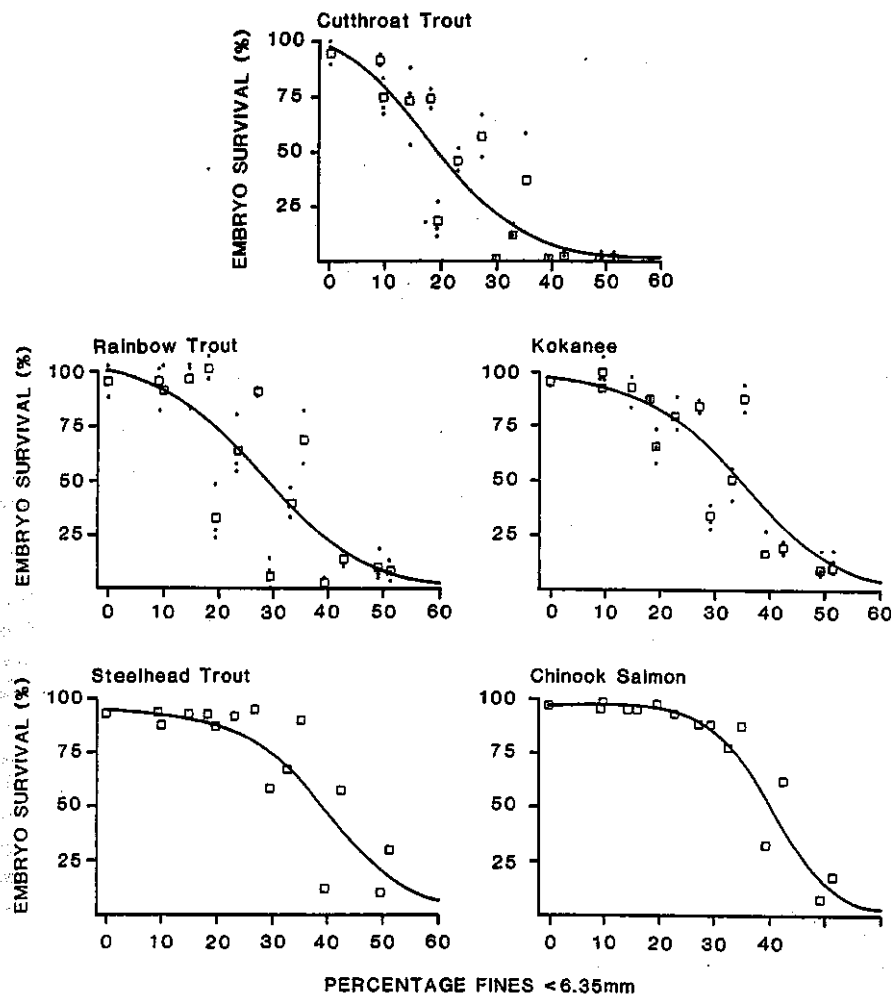 Cutthroat Trout
EMBRYO SURVIVAL (%)
100
75
50
25
0 10 20 30 40 50 60
Rainbow Trout
EMBRYO SURVIVAL (%)
100
75
50
25
0 10 20 30 40 50 60
Kokanee
100
75
50
25
0 10 20 30 40 50 60
Steelhead Trout
EMBRYO SURVIVAL (%)
100
75
50
25
0 10 20 30 40 50 60
Chinook Salmon
100
75
50
25
0 10 20 30 40
PERCENTAGE FINES <6.35mm